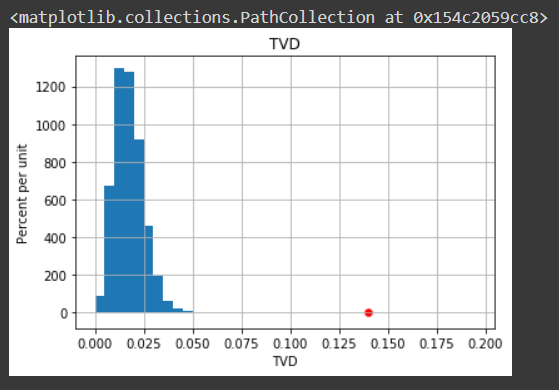 <matplotlib.collections.PathCollection at 0x154c2059cc8>
TVD
Percent per unit
1200
1000
800
600
400
200
0
0.000 0.025 0.050 0.075 0.100 0.125 0.150 0.175 0.200
TVD